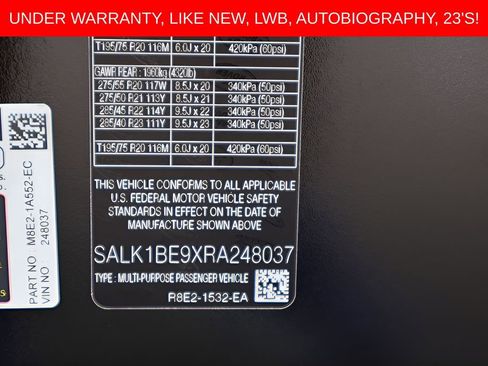 UNDER WARRANTY, LIKE NEW, LWB, AUTOBIOGRAPHY, 23'S!
T195/75 R20 116M 6.0J x 20 420kPa (60psi)
GAWR REAR : 1960kg (4320lb)
275/55 R20 117W 8.5J x 20 340kPa (50psi)
275/50 R21 113Y 8.5J x 21 340kPa (50psi)
285/45 R22 114Y 9.5J x 22 340kPa (50psi)
285/40 R23 111Y 9.5J x 23 340kPa (50psi)
T195/75 R20 116M 6.0J x 20 420kPa (60psi)
THIS VEHICLE CONFORMS TO ALL APPLICABLE
U.S. FEDERAL MOTOR VEHICLE SAFETY
STANDARDS IN EFFECT ON THE DATE OF
MANUFACTURE SHOWN ABOVE
SALK1BE9XRA248037
TYPE : MULTI-PURPOSE PASSENGER VEHICLE
R8E2-1532-EA
PART NO : M8E2-1A552-EC
VIN NO : 248037